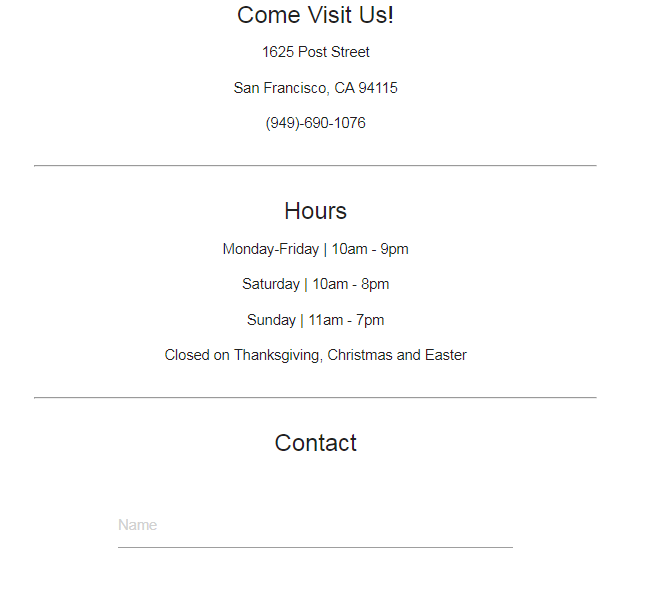 Come Visit Us!
1625 Post Street
San Francisco, CA 94115
(949)-690-1076
Hours
Monday-Friday | 10am - 9pm
Saturday | 10am - 8pm
Sunday | 11am - 7pm
Closed on Thanksgiving, Christmas and Easter
Contact
Name